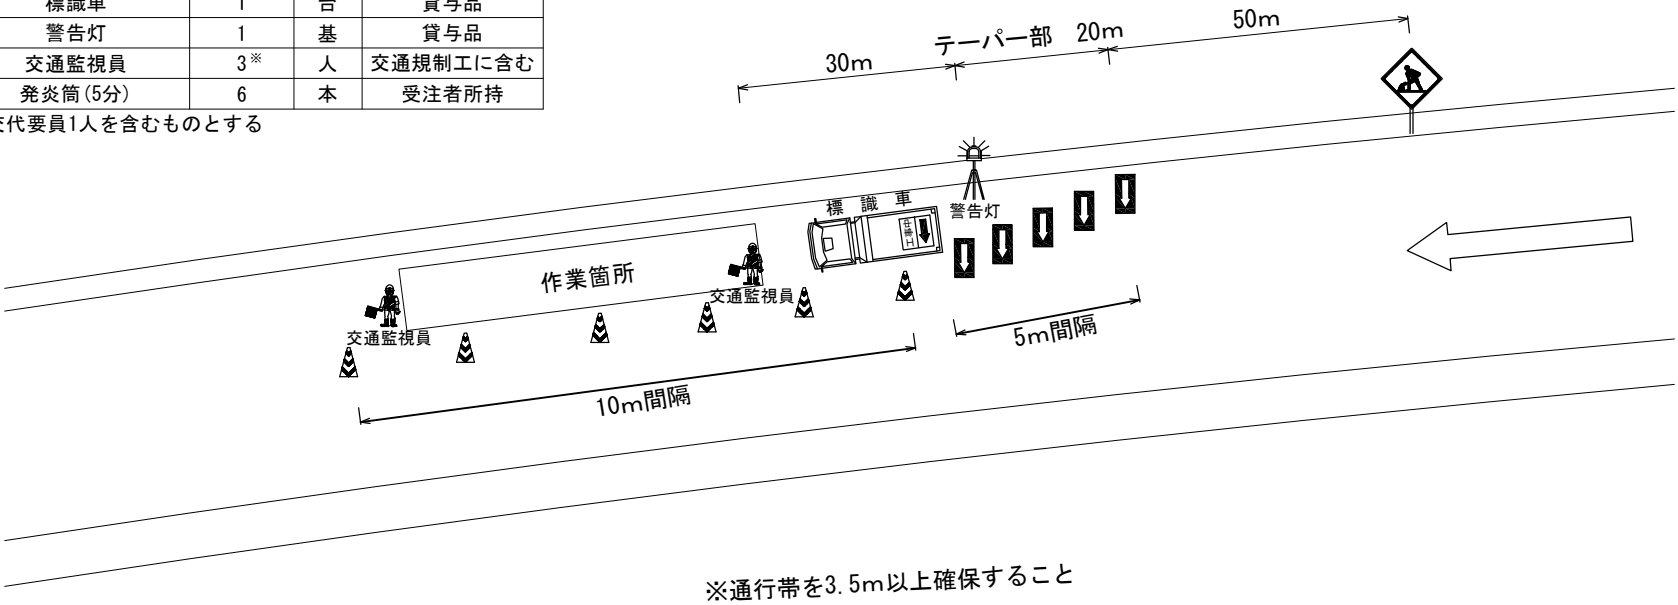 標識車 1 台 貸与品
警告灯 1 基 貸与品
交通監視員 3※ 人 交通規制工に含む
発炎筒(5分) 6 本 受注者所持
交代要員1人を含むものとする
30m
テーパー部 20m
50m
標識車
警告灯
工事中
作業箇所
交通監視員
交通監視員
5m間隔
10m間隔
※通行帯を3.5m以上確保すること